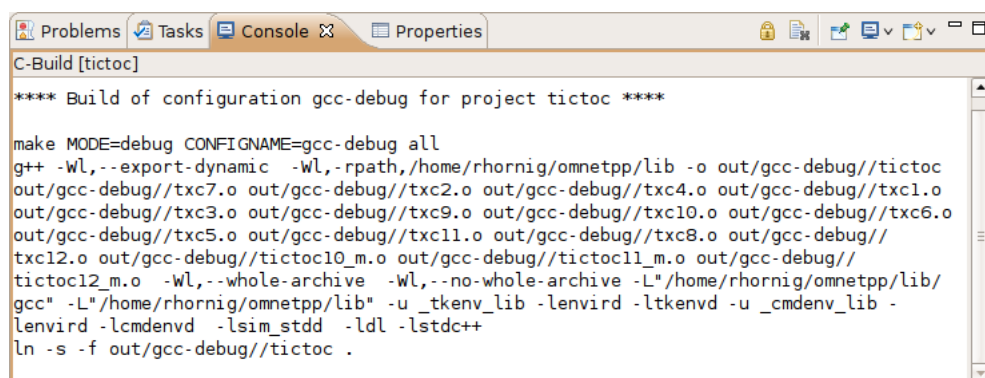 Problems Tasks Console Properties
C-Build [tictoc]
**** Build of configuration gcc-debug for project tictoc ****
make MODE=debug CONFIGNAME=gcc-debug all
g++ -Wl,--export-dynamic  -Wl,-rpath,/home/rhornig/omnetpp/lib -o out/gcc-debug//tictoc
out/gcc-debug//txc7.o out/gcc-debug//txc2.o out/gcc-debug//txc4.o out/gcc-debug//txc1.o
out/gcc-debug//txc3.o out/gcc-debug//txc9.o out/gcc-debug//txc10.o out/gcc-debug//txc6.o
out/gcc-debug//txc5.o out/gcc-debug//txc11.o out/gcc-debug//txc8.o out/gcc-debug//
txc12.o out/gcc-debug//tictoc10_m.o out/gcc-debug//tictoc11_m.o out/gcc-debug//
tictoc12_m.o  -Wl,--whole-archive  -Wl,--no-whole-archive -L"/home/rhornig/omnetpp/lib/
gcc" -L"/home/rhornig/omnetpp/lib" -u _tkenv_lib -lenvird -ltkenvd -u _cmdenv_lib -
lenvird -lcmdenvd  -lsim_stdd  -ldl -lstdc++
ln -s -f out/gcc-debug//tictoc .